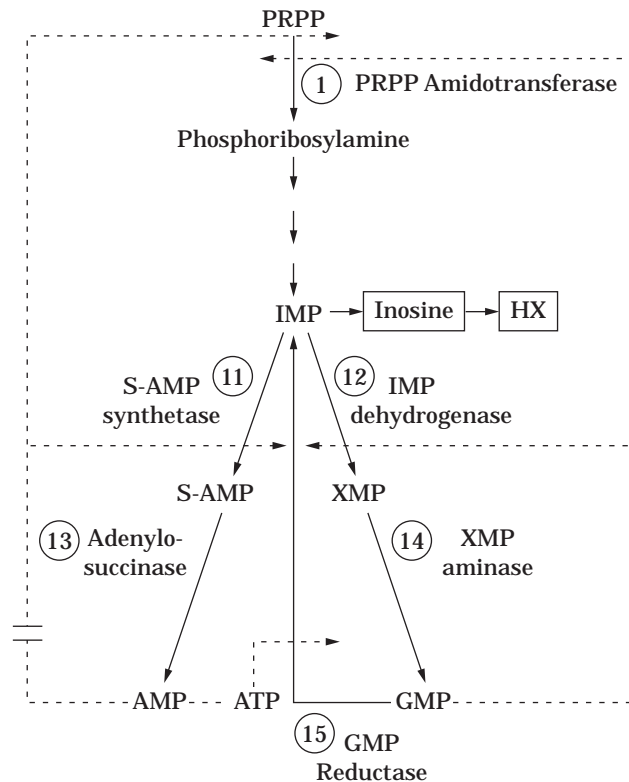 PRPP
1 PRPP Amidotransferase
Phosphoribosylamine
IMP Inosine HX
11 12
S-AMP IMP
synthetase dehydrogenase
S-AMP XMP
13 Adenylo- 14 XMP
succinase aminase
AMP ATP GMP
15 GMP
Reductase